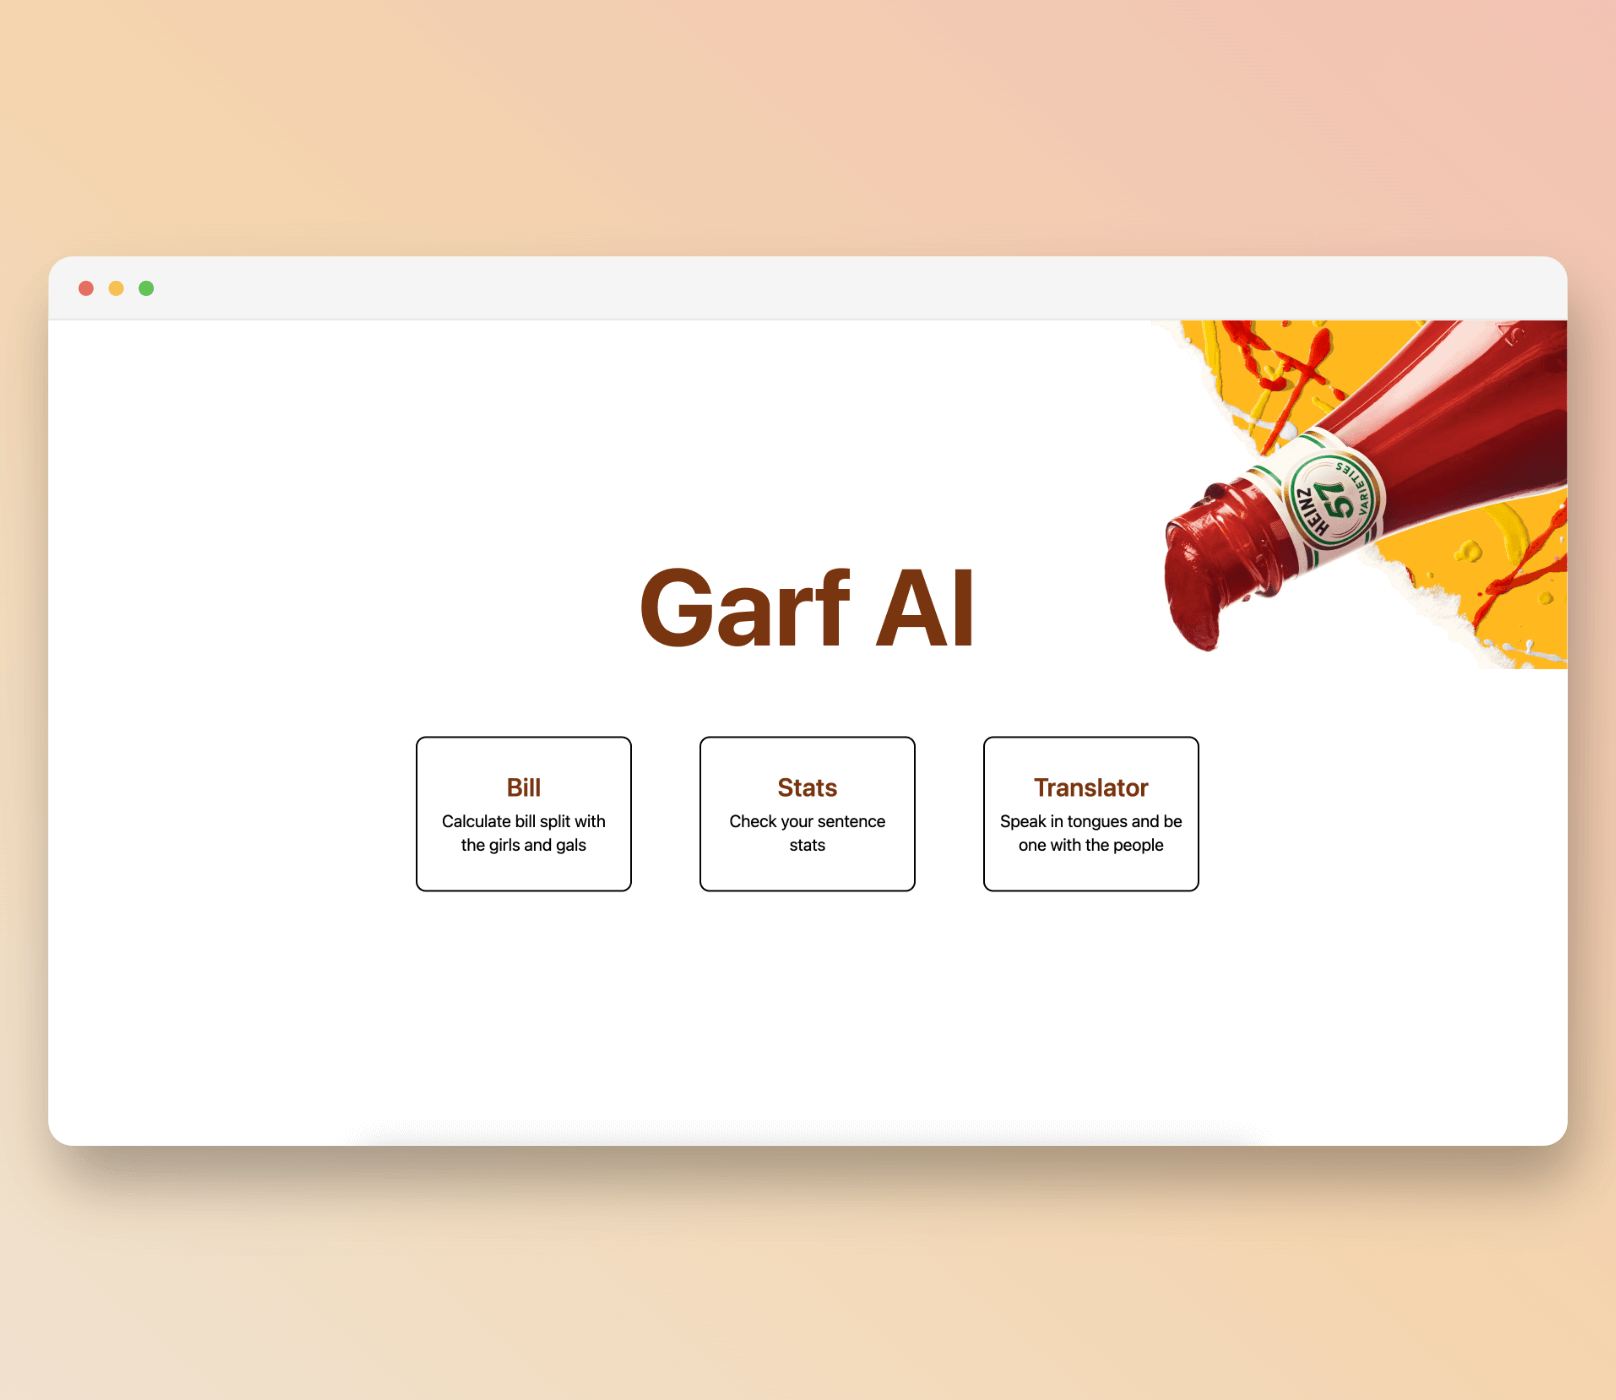 HEINZ
57
VARIETIES
Garf AI
Bill
Calculate bill split with
the girls and gals
Stats
Check your sentence
stats
Translator
Speak in tongues and be
one with the people